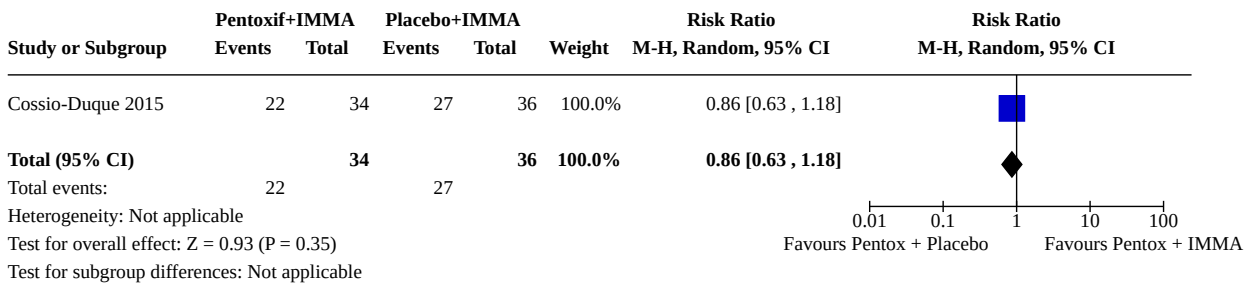 Pentoxif+IMMA Placebo+IMMA Risk Ratio Risk Ratio
Study or Subgroup Events Total Events Total Weight M-H, Random, 95% CI M-H, Random, 95% CI
Cossio-Duque 2015 22 34 27 36 100.0% 0.86 [0.63 , 1.18]
Total (95% CI) 34 36 100.0% 0.86 [0.63 , 1.18]
Total events: 22 27
Heterogeneity: Not applicable
0.01 0.1 1 10 100
Test for overall effect: Z = 0.93 (P = 0.35) Favours Pentox + Placebo Favours Pentox + IMMA
Test for subgroup differences: Not applicable